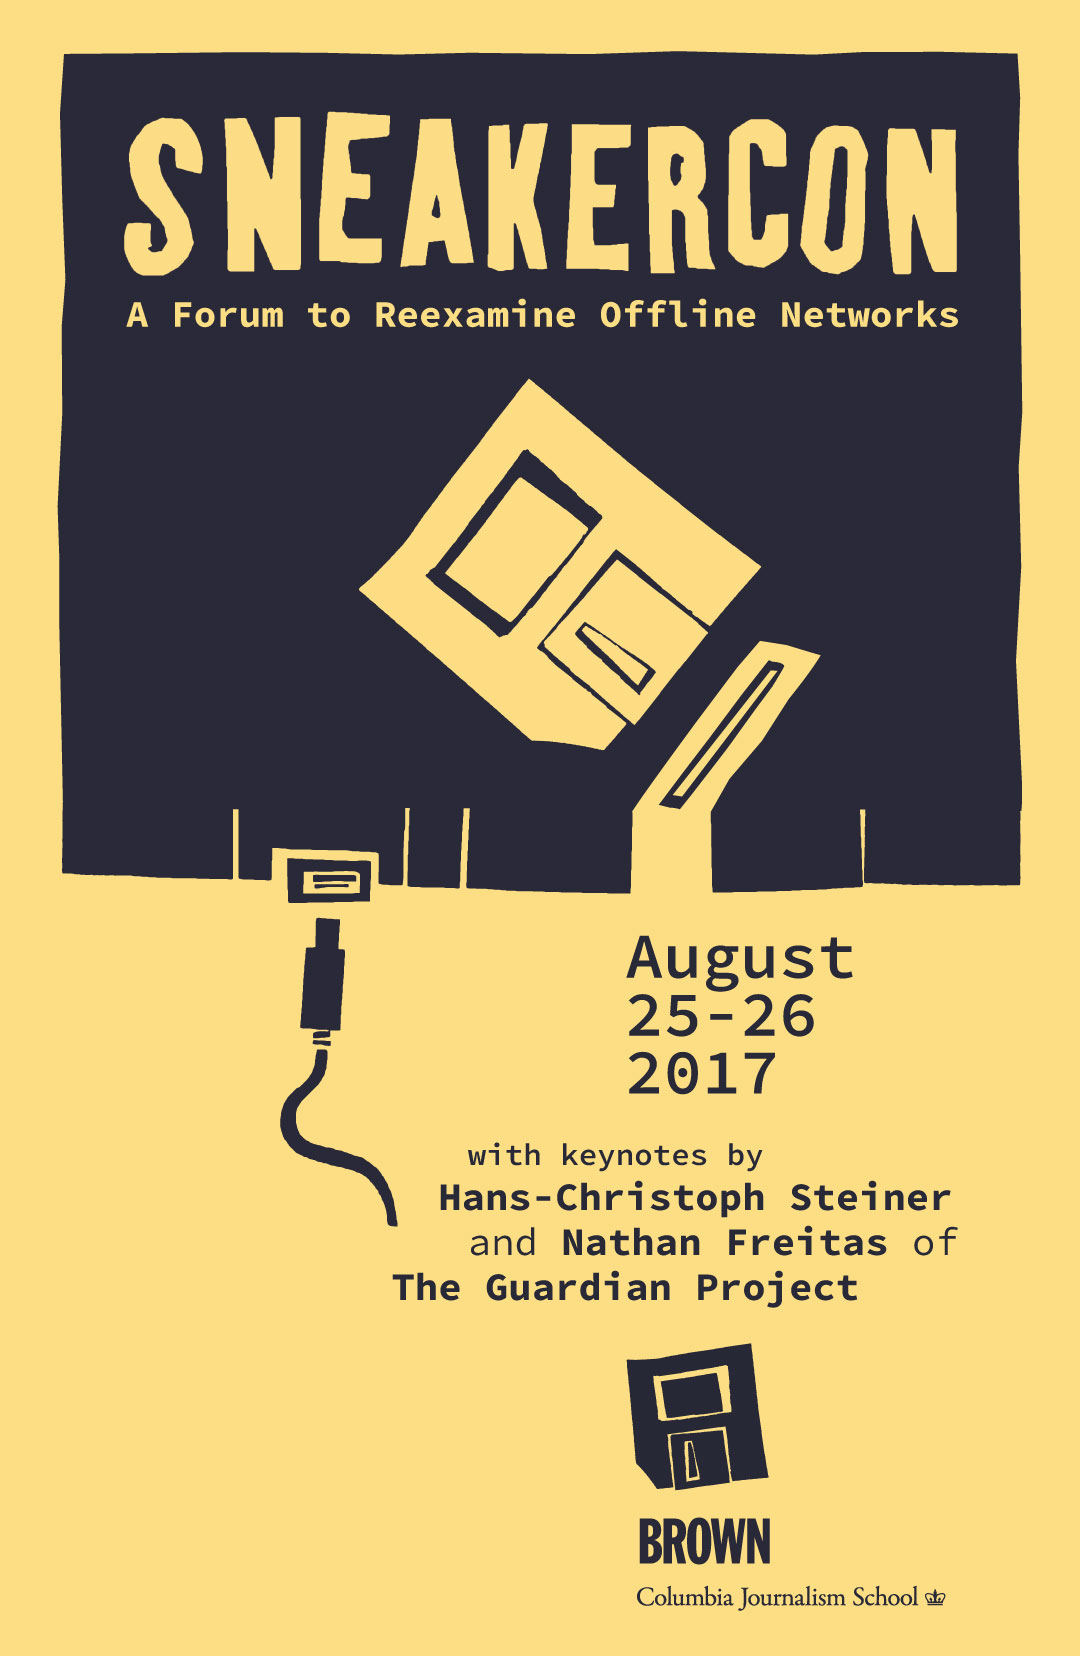 SNEAKERCON
A Forum to Reexamine Offline Networks
August
25-26
2017
with keynotes by
Hans-Christoph Steiner
and Nathan Freitas of
The Guardian Project
BROWN
Columbia Journalism School